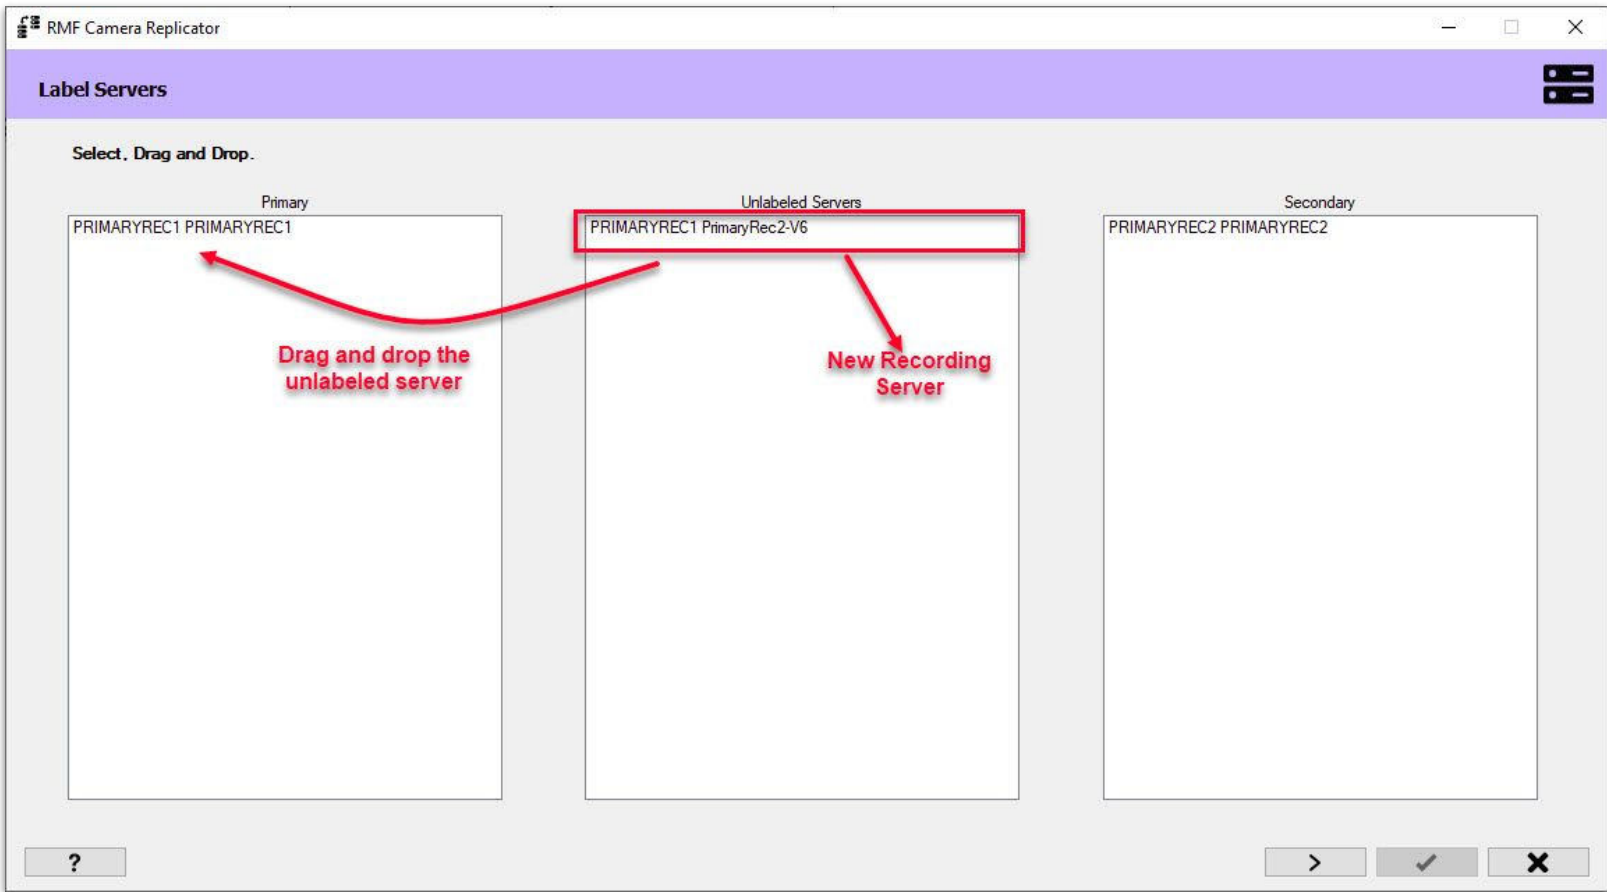 RMF Camera Replicator
Label Servers
Select, Drag and Drop.
Primary
Unlabeled Servers
Secondary
PRIMARYREC1 PRIMARYREC1
PRIMARYREC1 PrimaryRec2-V6
PRIMARYREC2 PRIMARYREC2
Drag and drop the
unlabeled server
New Recording
Server
?
>